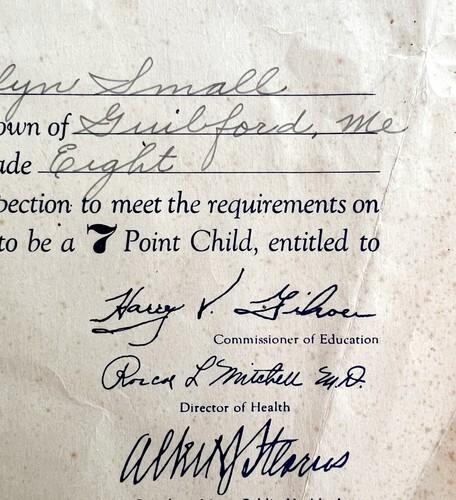 lyn Small
own of Guilford, Me
ade Eight
pection to meet the requirements on
to be a 7 Point Child, entitled to
Harry V. Gilson
Commissioner of Education
Roscoe L Mitchell M.D.
Director of Health
Stearns